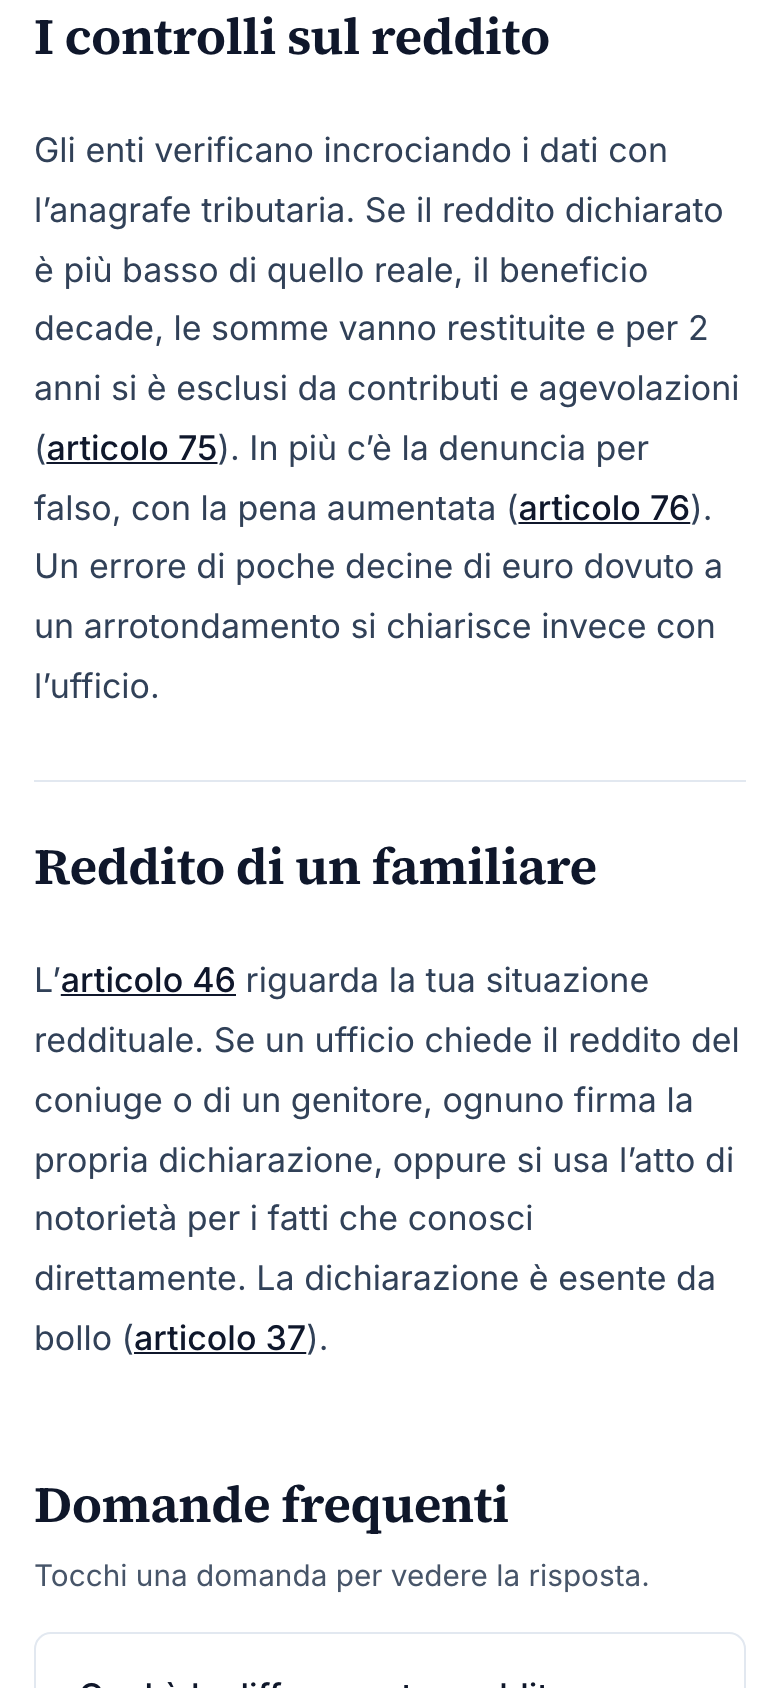 I controlli sul reddito
Gli enti verificano incrociando i dati con
l’anagrafe tributaria. Se il reddito dichiarato
è più basso di quello reale, il beneficio
decade, le somme vanno restituite e per 2
anni si è esclusi da contributi e agevolazioni
(articolo 75). In più c’è la denuncia per
falso, con la pena aumentata (articolo 76).
Un errore di poche decine di euro dovuto a
un arrotondamento si chiarisce invece con
l’ufficio.
Reddito di un familiare
L’articolo 46 riguarda la tua situazione
reddituale. Se un ufficio chiede il reddito del
coniuge o di un genitore, ognuno firma la
propria dichiarazione, oppure si usa l’atto di
notorietà per i fatti che conosci
direttamente. La dichiarazione è esente da
bollo (articolo 37).
Domande frequenti
Tocchi una domanda per vedere la risposta.